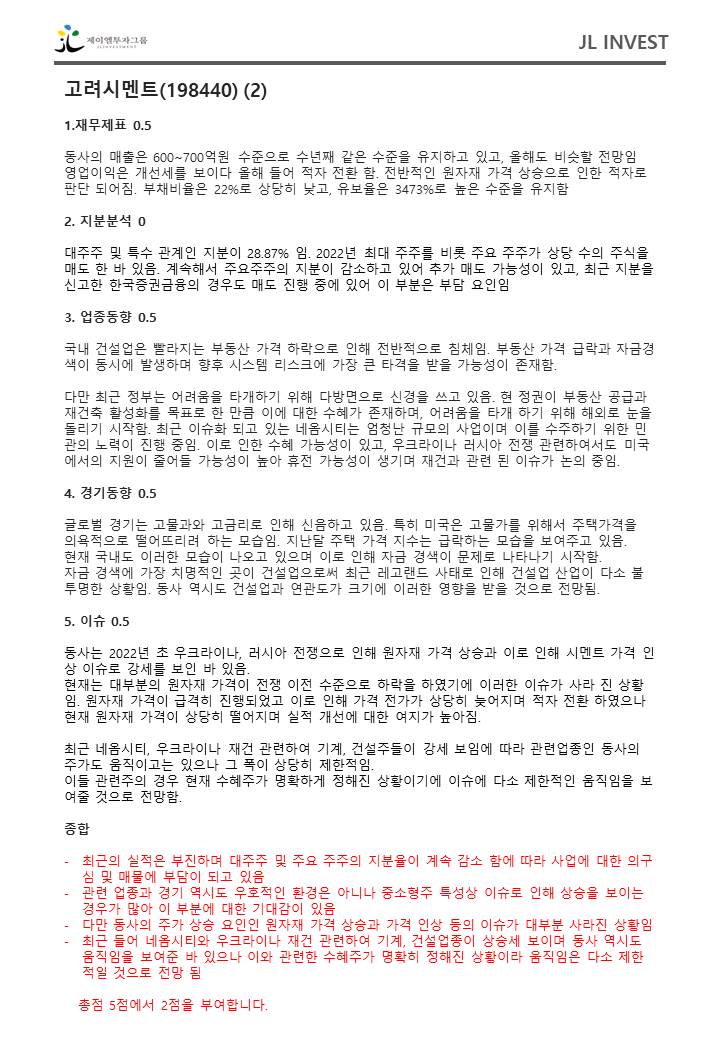 제이엘투자그룹
JL INVESTMENT
JL INVEST
고려시멘트(198440) (2)
1.재무제표 0.5
동사의 매출은 600~700억원 수준으로 수년째 같은 수준을 유지하고 있고, 올해도 비슷할 전망임
영업이익은 개선세를 보이다 올해 들어 적자 전환 함. 전반적인 원자재 가격 상승으로 인한 적자로
판단 되어짐. 부채비율은 22%로 상당히 낮고, 유보율은 3473%로 높은 수준을 유지함
2. 지분분석 0
대주주 및 특수 관계인 지분이 28.87% 임. 2022년 최대 주주를 비롯 주요 주주가 상당 수의 주식을
매도 한 바 있음. 계속해서 주요주주의 지분이 감소하고 있어 추가 매도 가능성이 있고, 최근 지분을
신고한 한국증권금융의 경우도 매도 진행 중에 있어 이 부분은 부담 요인임
3. 업종동향 0.5
국내 건설업은 빨라지는 부동산 가격 하락으로 인해 전반적으로 침체임. 부동산 가격 급락과 자금경
색이 동시에 발생하며 향후 시스템 리스크에 가장 큰 타격을 받을 가능성이 존재함.
다만 최근 정부는 어려움을 타개하기 위해 다방면으로 신경을 쓰고 있음. 현 정권이 부동산 공급과
재건축 활성화를 목표로 한 만큼 이에 대한 수혜가 존재하며, 어려움을 타개 하기 위해 해외로 눈을
돌리기 시작함. 최근 이슈화 되고 있는 네옴시티는 엄청난 규모의 사업이며 이를 수주하기 위한 민
관의 노력이 진행 중임. 이로 인한 수혜 가능성이 있고, 우크라이나 러시아 전쟁 관련하여서도 미국
에서의 지원이 줄어들 가능성이 높아 휴전 가능성이 생기며 재건과 관련 된 이슈가 논의 중임.
4. 경기동향 0.5
글로벌 경기는 고물과와 고금리로 인해 신음하고 있음. 특히 미국은 고물가를 위해서 주택가격을
의욕적으로 떨어뜨리려 하는 모습임. 지난달 주택 가격 지수는 급락하는 모습을 보여주고 있음.
현재 국내도 이러한 모습이 나오고 있으며 이로 인해 자금 경색이 문제로 나타나기 시작함.
자금 경색에 가장 치명적인 곳이 건설업으로써 최근 레고랜드 사태로 인해 건설업 산업이 다소 불
투명한 상황임. 동사 역시도 건설업과 연관도가 크기에 이러한 영향을 받을 것으로 전망됨.
5. 이슈 0.5
동사는 2022년 초 우크라이나, 러시아 전쟁으로 인해 원자재 가격 상승과 이로 인해 시멘트 가격 인
상 이슈로 강세를 보인 바 있음.
현재는 대부분의 원자재 가격이 전쟁 이전 수준으로 하락을 하였기에 이러한 이슈가 사라 진 상황
임. 원자재 가격이 급격히 진행되었고 이로 인해 가격 전가가 상당히 늦어지며 적자 전환 하였으나
현재 원자재 가격이 상당히 떨어지며 실적 개선에 대한 여지가 높아짐.
최근 네옴시티, 우크라이나 재건 관련하여 기계, 건설주들이 강세 보임에 따라 관련업종인 동사의
주가도 움직이고는 있으나 그 폭이 상당히 제한적임.
이들 관련주의 경우 현재 수혜주가 명확하게 정해진 상황이기에 이슈에 다소 제한적인 움직임을 보
여줄 것으로 전망함.
종합
- 최근의 실적은 부진하며 대주주 및 주요 주주의 지분율이 계속 감소 함에 따라 사업에 대한 의구
심 및 매물에 부담이 되고 있음
- 관련 업종과 경기 역시도 우호적인 환경은 아니나 중소형주 특성상 이슈로 인해 상승을 보이는
경우가 많아 이 부분에 대한 기대감이 있음
- 다만 동사의 주가 상승 요인인 원자재 가격 상승과 가격 인상 등의 이슈가 대부분 사라진 상황임
- 최근 들어 네옴시티와 우크라이나 재건 관련하여 기계, 건설업종이 상승세 보이며 동사 역시도
움직임을 보여준 바 있으나 이와 관련한 수혜주가 명확히 정해진 상황이라 움직임은 다소 제한
적일 것으로 전망 됨
총점 5점에서 2점을 부여합니다.